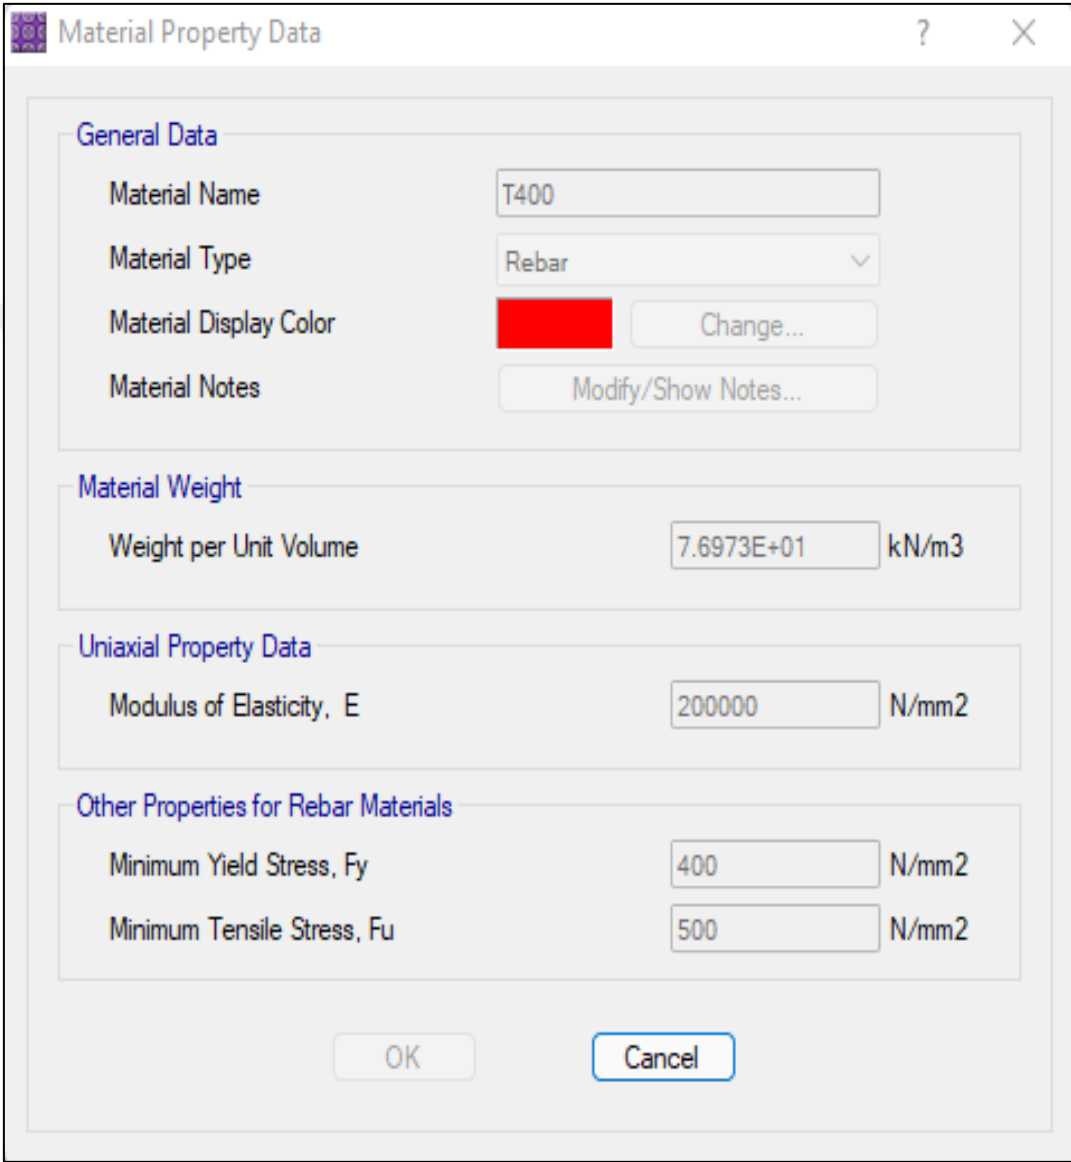 Material Property Data
?
General Data
Material Name T400
Material Type Rebar
Material Display Color Change...
Material Notes Modify/Show Notes...
Material Weight
Weight per Unit Volume 7.6973E+01 kN/m3
Uniaxial Property Data
Modulus of Elasticity, E 200000 N/mm2
Other Properties for Rebar Materials
Minimum Yield Stress, Fy 400 N/mm2
Minimum Tensile Stress, Fu 500 N/mm2
OK Cancel